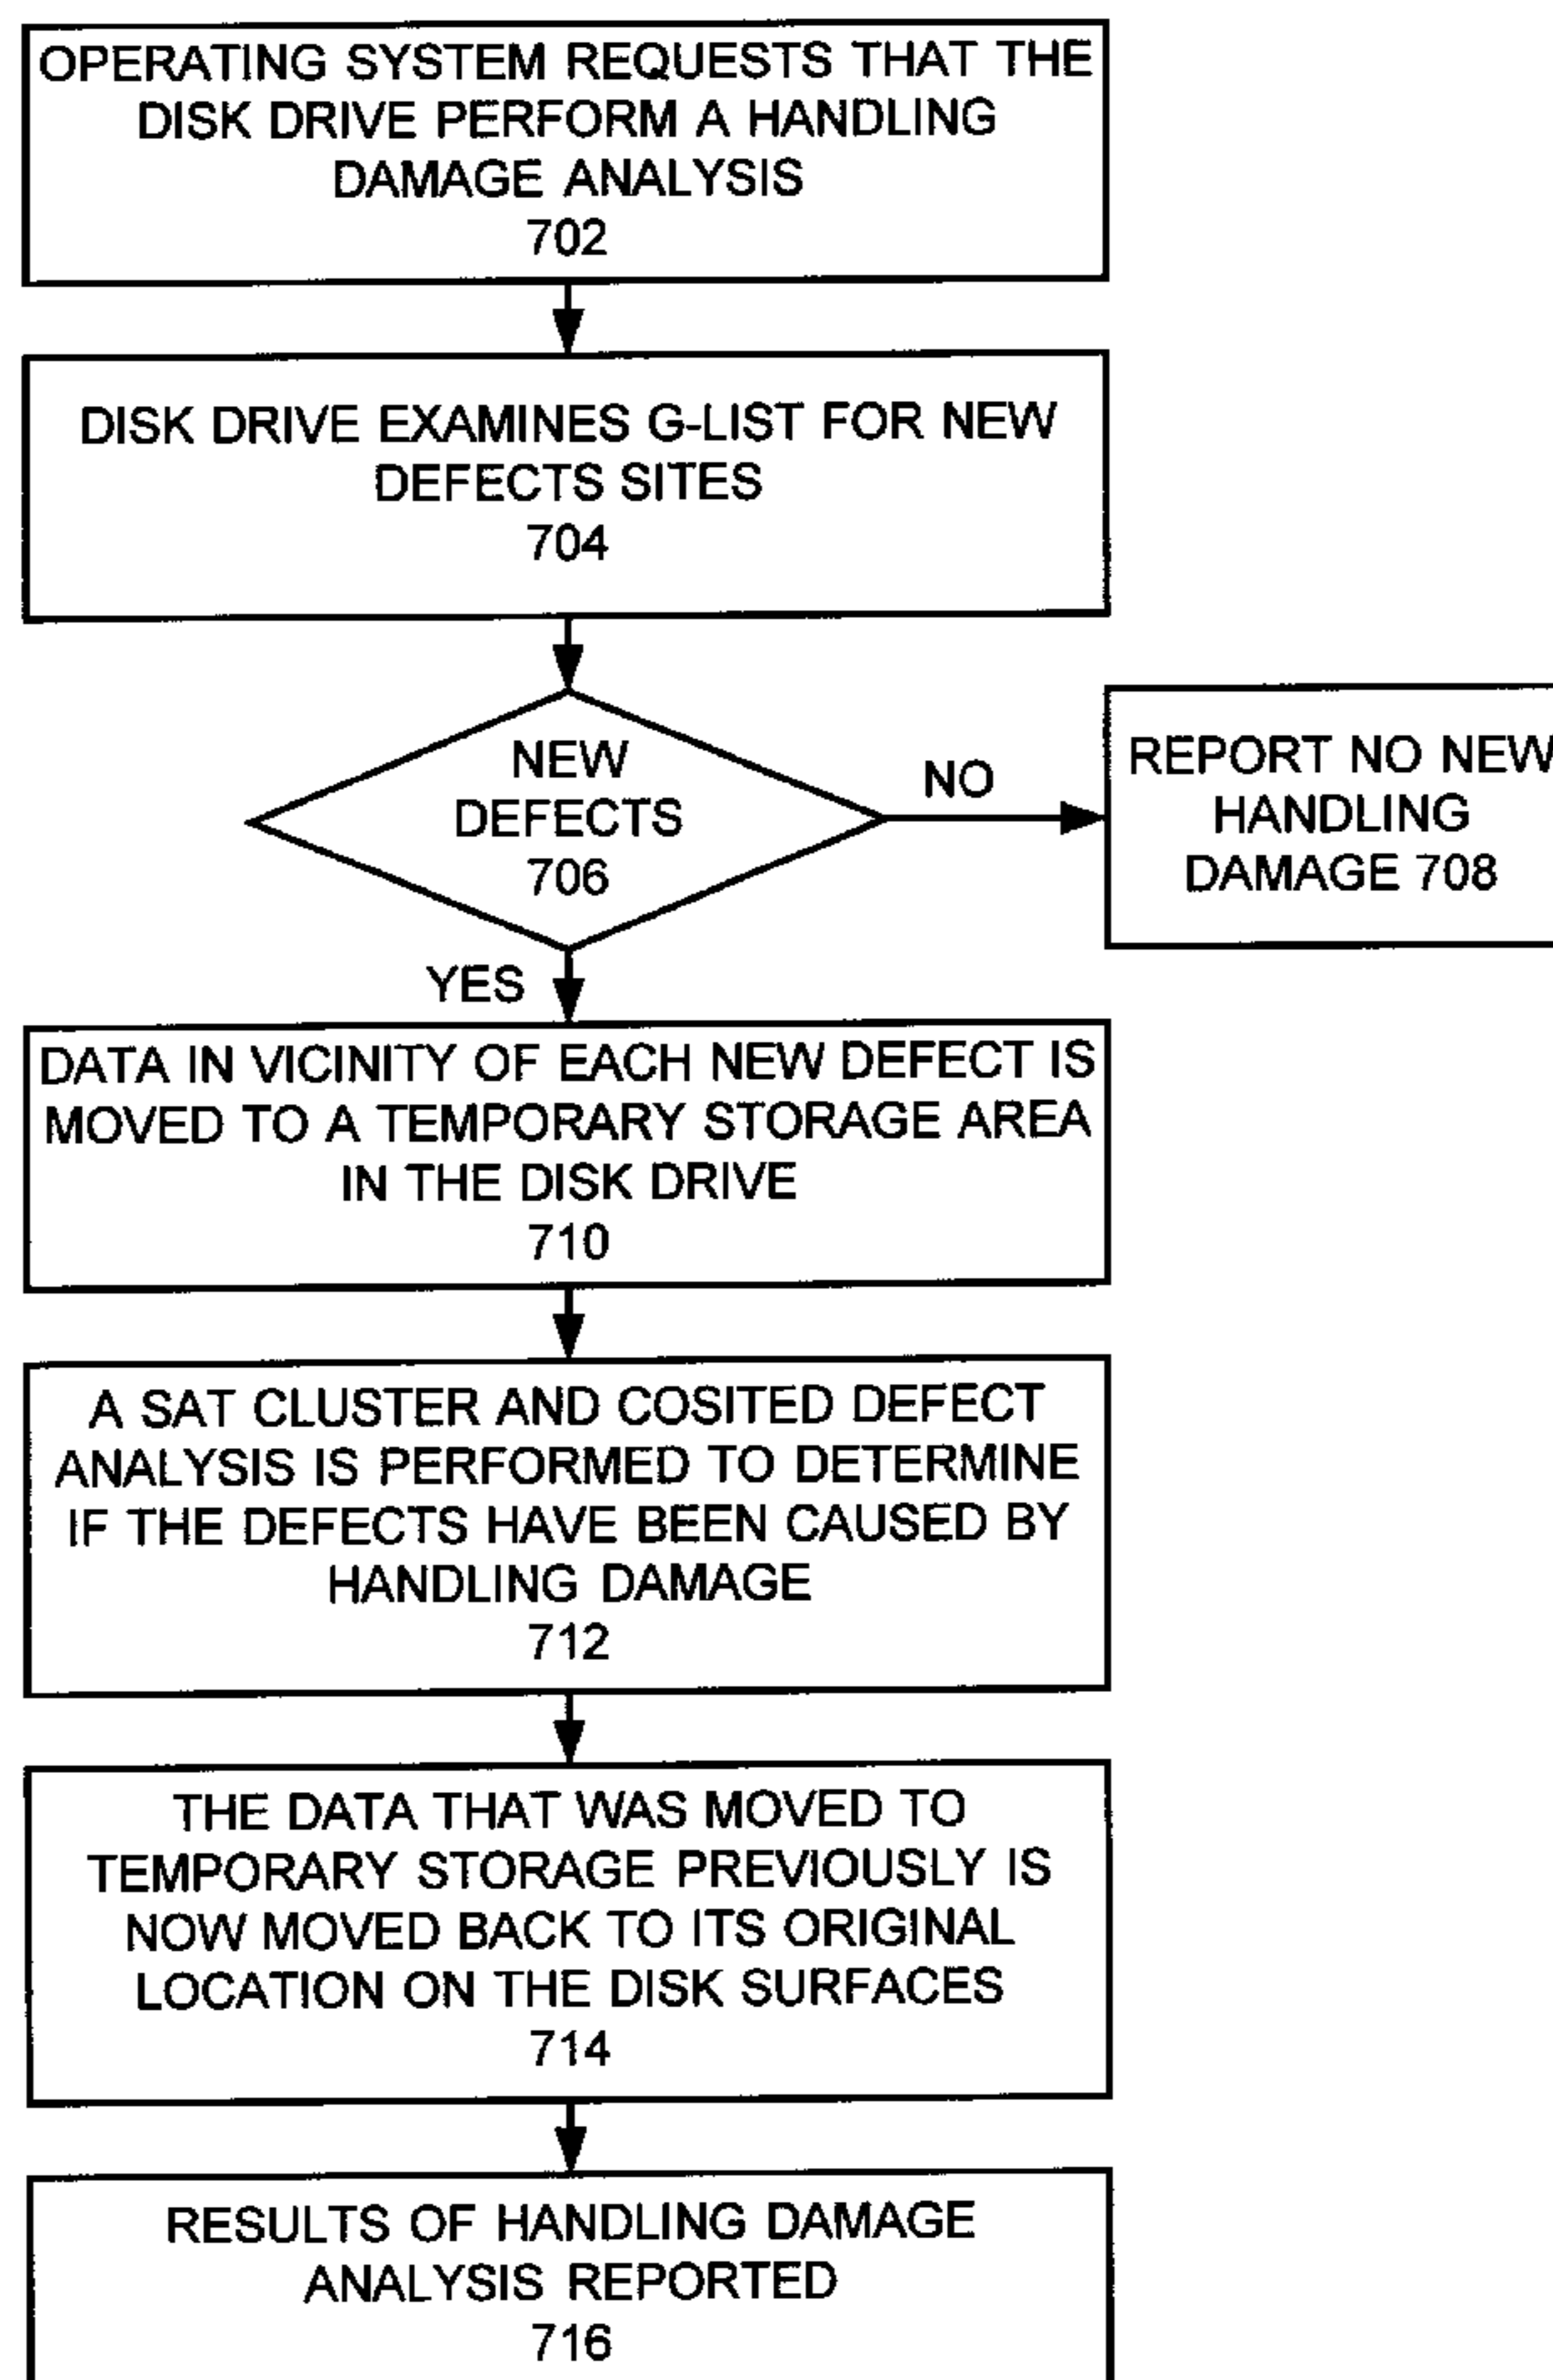 OPERATING SYSTEM REQUESTS THAT THE
DISK DRIVE PERFORM A HANDLING
DAMAGE ANALYSIS
702
DISK DRIVE EXAMINES G-LIST FOR NEW
DEFECTS SITES
704
NEW
DEFECTS
706
NO
REPORT NO NEW
HANDLING
DAMAGE 708
YES
DATA IN VICINITY OF EACH NEW DEFECT IS
MOVED TO A TEMPORARY STORAGE AREA
IN THE DISK DRIVE
710
A SAT CLUSTER AND COSITED DEFECT
ANALYSIS IS PERFORMED TO DETERMINE
IF THE DEFECTS HAVE BEEN CAUSED BY
HANDLING DAMAGE
712
THE DATA THAT WAS MOVED TO
TEMPORARY STORAGE PREVIOUSLY IS
NOW MOVED BACK TO ITS ORIGINAL
LOCATION ON THE DISK SURFACES
714
RESULTS OF HANDLING DAMAGE
ANALYSIS REPORTED
716